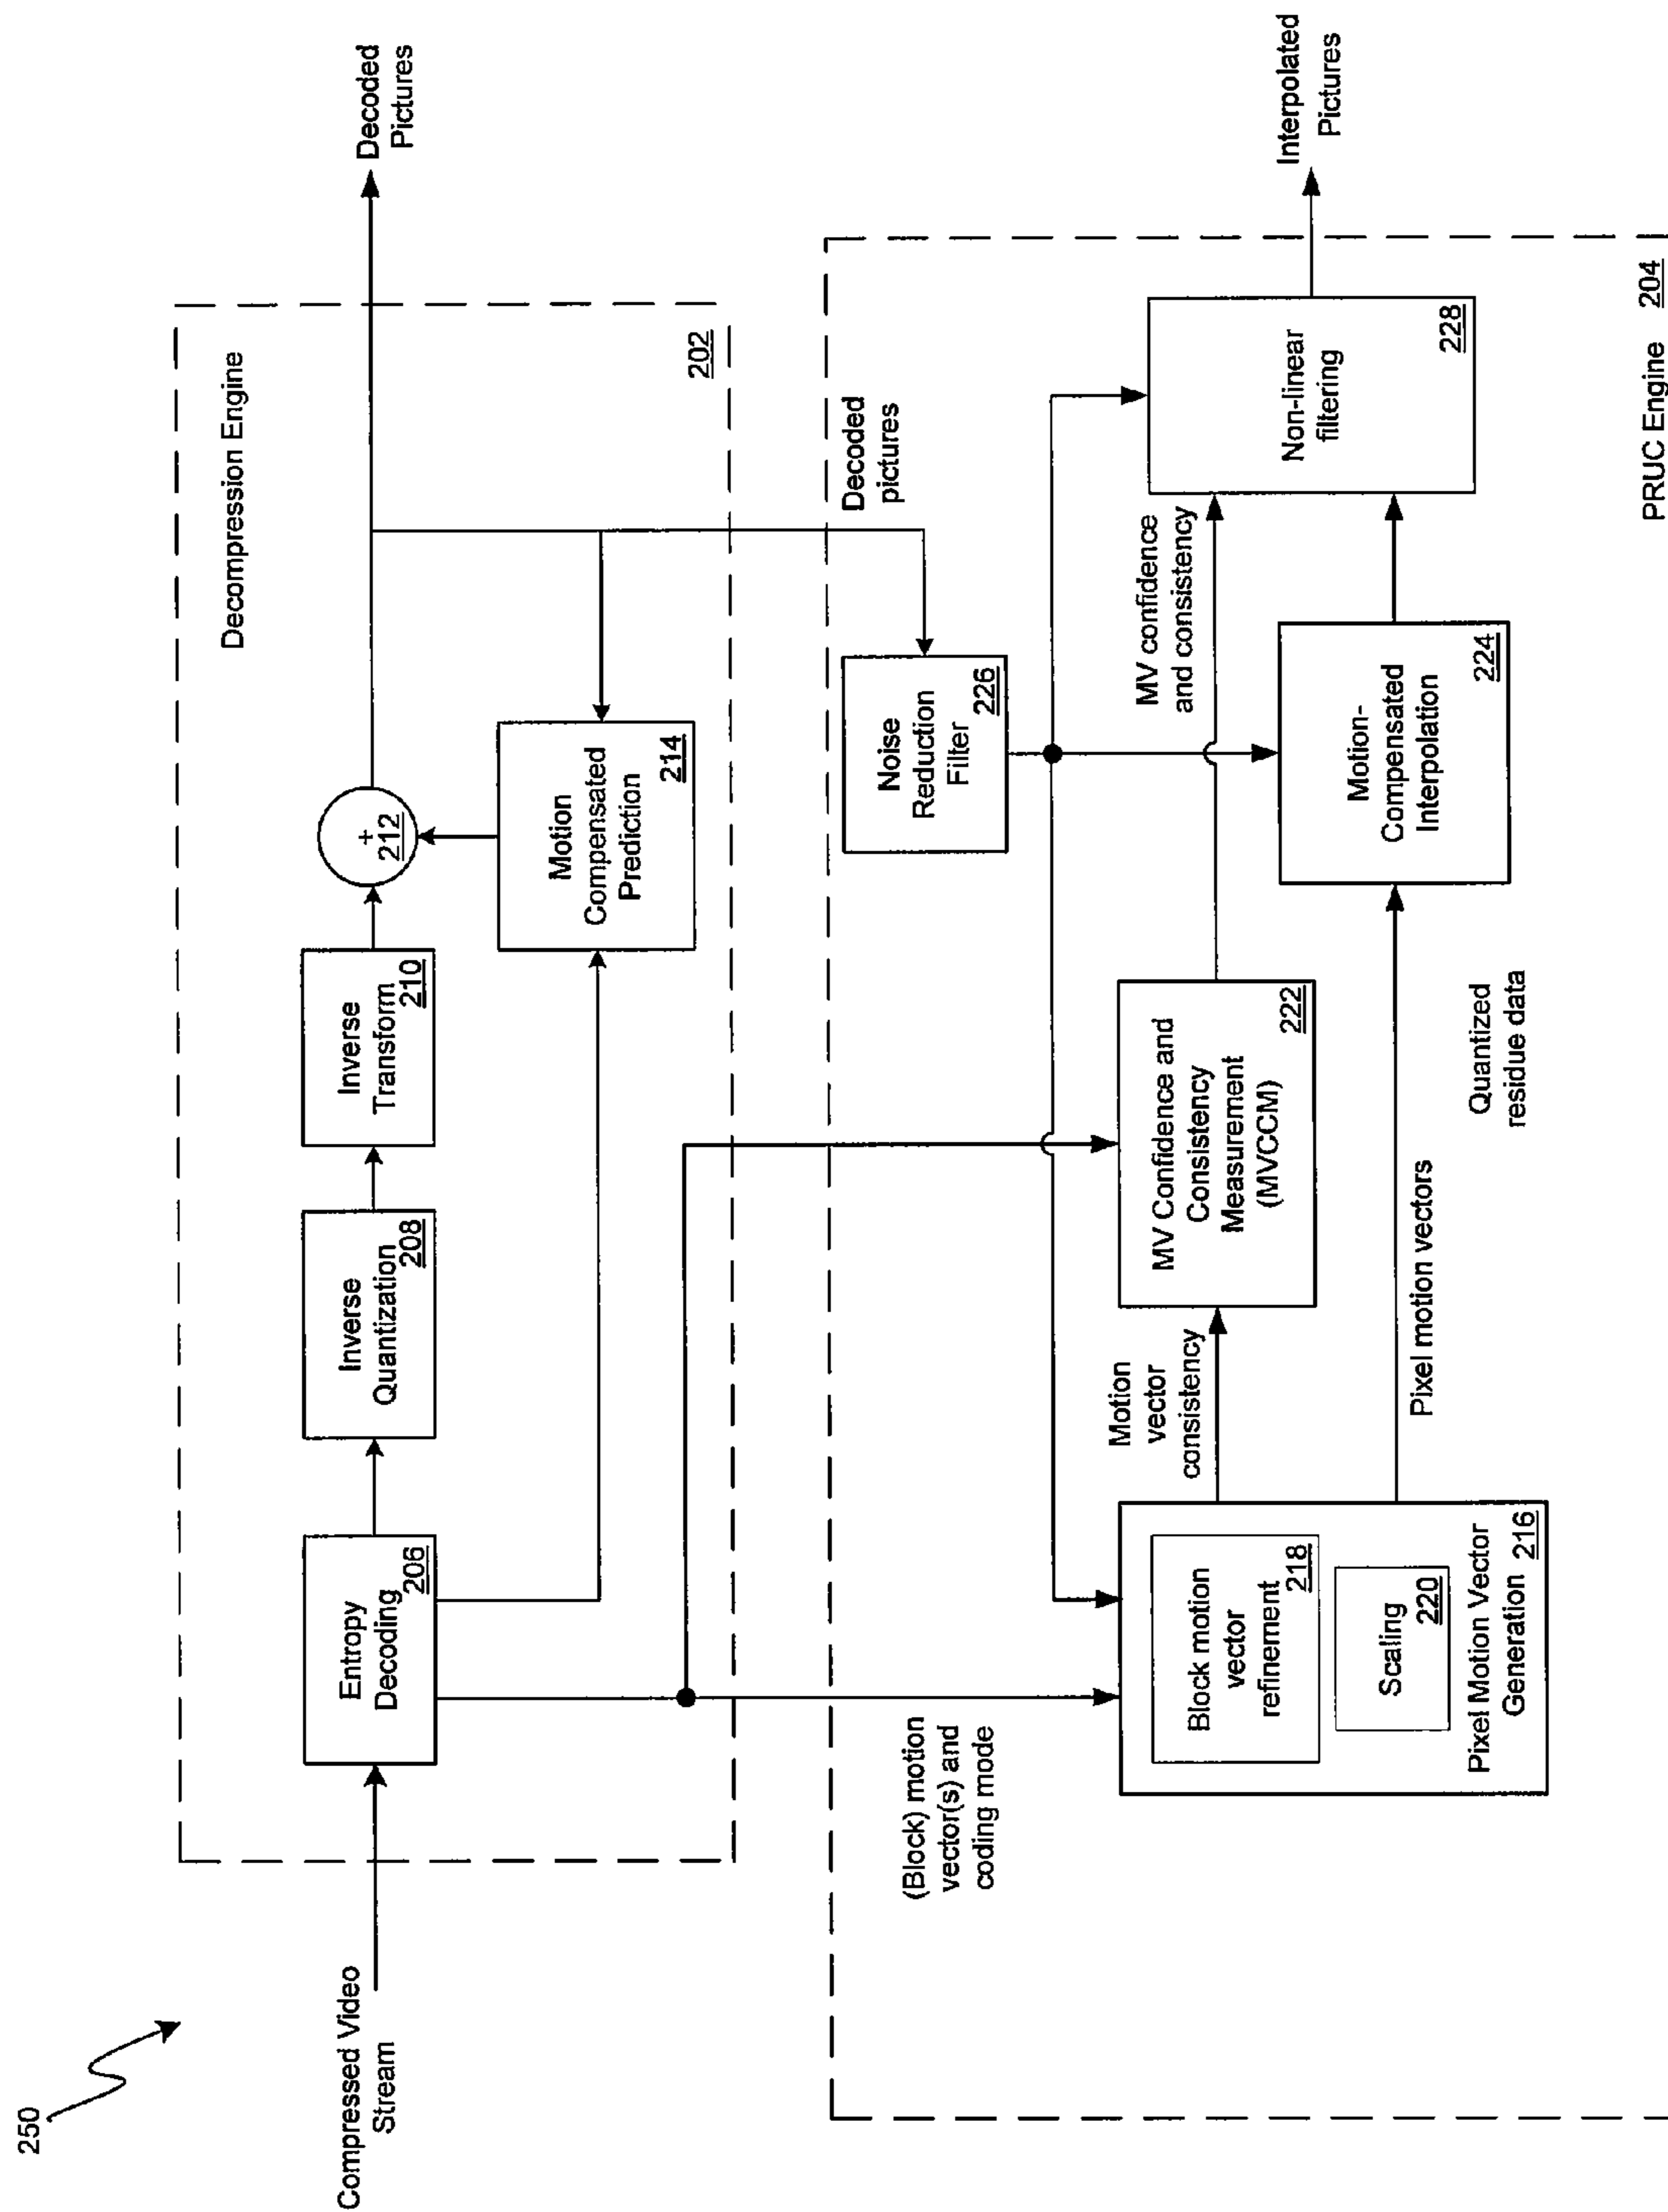 250
Compressed Video
Stream
Decompression Engine
202
Entropy
Decoding
206
Inverse
Quantization
208
Inverse
Transform
210
+
212
Motion
Compensated
Prediction
214
Decoded
Pictures
(Block) motion
vector(s) and
coding mode
Decoded
pictures
Noise
Reduction
Filter
226
Block motion
vector
refinement
218
Scaling
220
Pixel Motion Vector
Generation 216
Motion
vector
consistency
Pixel motion vectors
MV Confidence and
Consistency
Measurement
(MVCCM)
222
Quantized
residue data
MV confidence
and consistency
Motion-
Compensated
Interpolation
224
Non-linear
filtering
228
Interpolated
Pictures
PRUC Engine 204